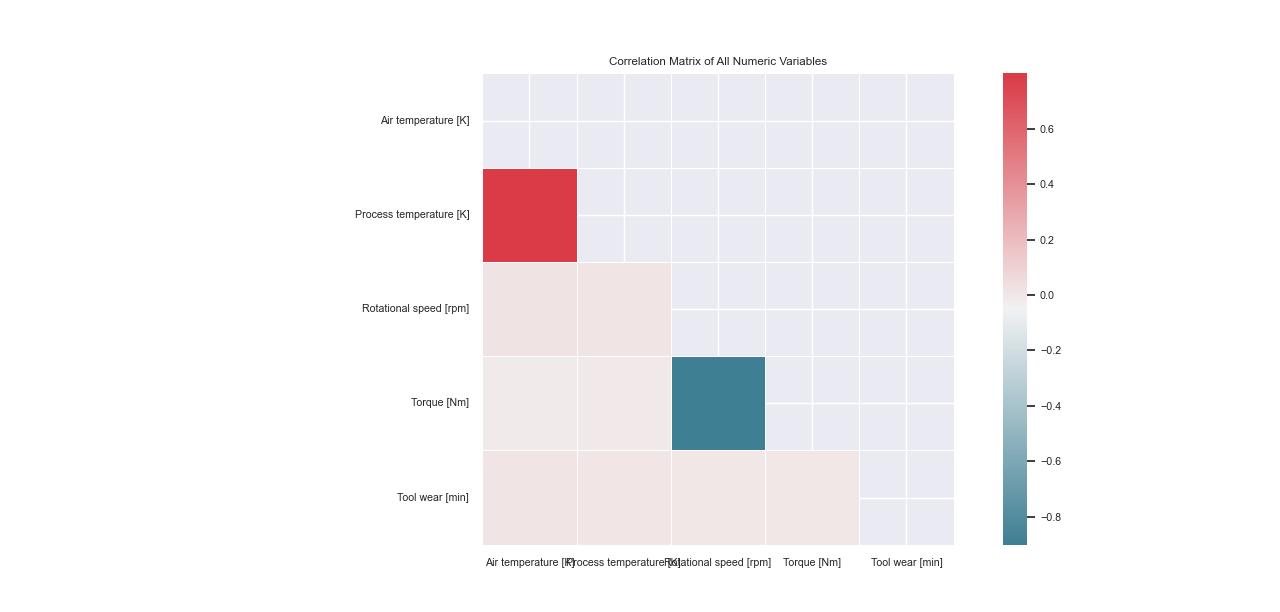 Correlation Matrix of All Numeric Variables
Air temperature [K]
Process temperature [K]
Rotational speed [rpm]
Torque [Nm]
Tool wear [min]
Air temperature [K]
Process temperature [K]
Rotational speed [rpm]
Torque [Nm]
Tool wear [min]
0.6
0.4
0.2
0.0
−0.2
−0.4
−0.6
−0.8